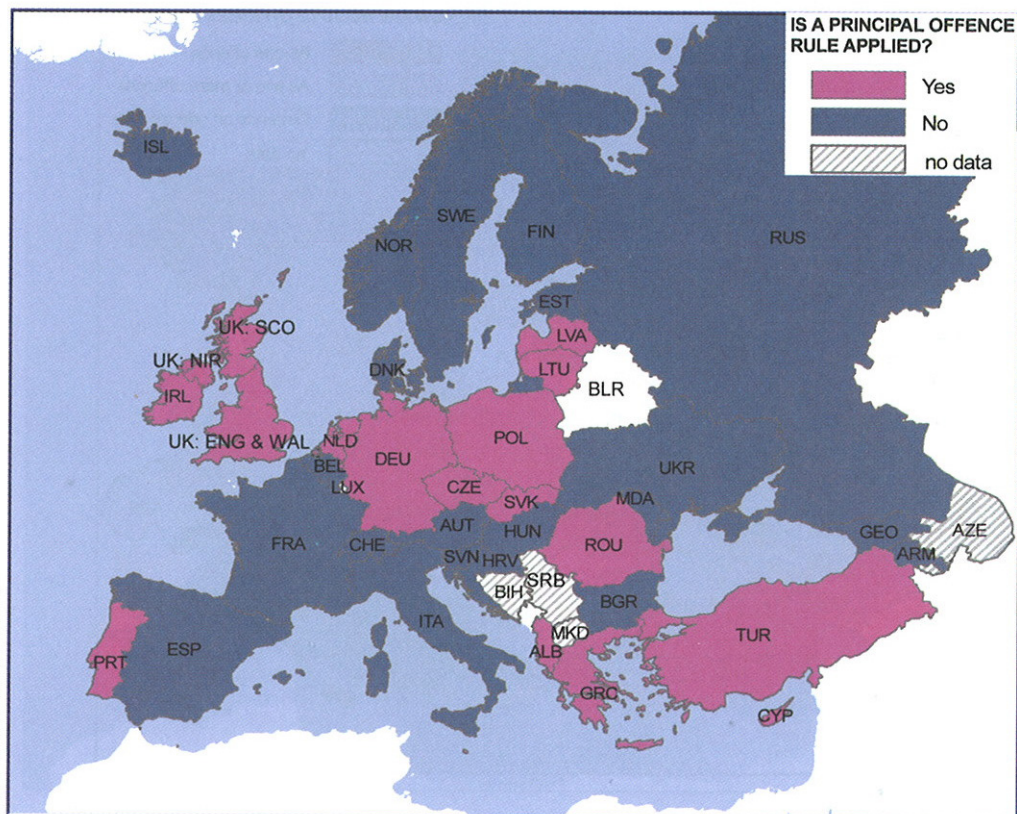 IS A PRINCIPAL OFFENCE
RULE APPLIED?
Yes
No
no data
ISL
SWE
NOR
FIN
RUS
EST
UK: SCO
LVA
UK: NIR
LTU
DNK
BLR
IRL
UK: ENG & WAL
NLD
POL
DEU
BEL
UKR
LUX
CZE
SVK
MDA
AUT
HUN
FRA
CHE
ROU
GEO
AZE
ARM
SVN
HRV
SRB
BIH
BGR
ITA
MKD
TUR
ESP
ALB
PRT
GRC
CYP